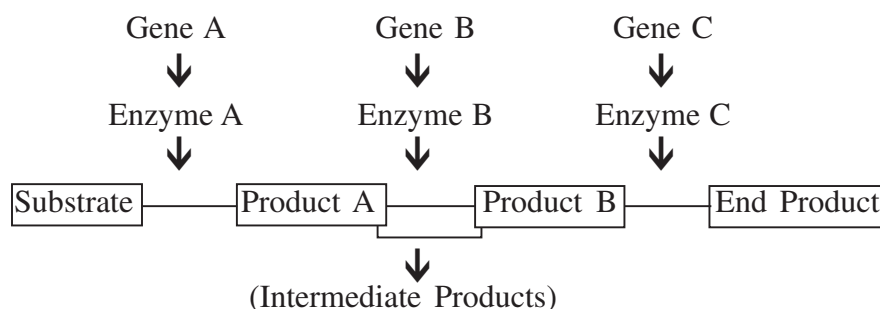 Gene A Gene B Gene C
Enzyme A Enzyme B Enzyme C
Substrate Product A Product B End Product
(Intermediate Products)